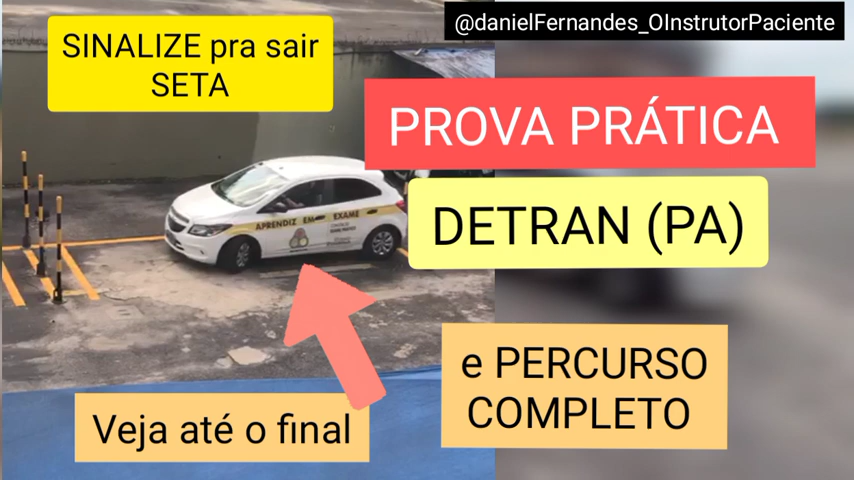 @danielFernandes_OInstrutorPaciente
SINALIZE pra sair
SETA
PROVA PRÁTICA
DETRAN (PA)
APRENDIZ EM EXAME
e PERCURSO
COMPLETO
Veja até o final